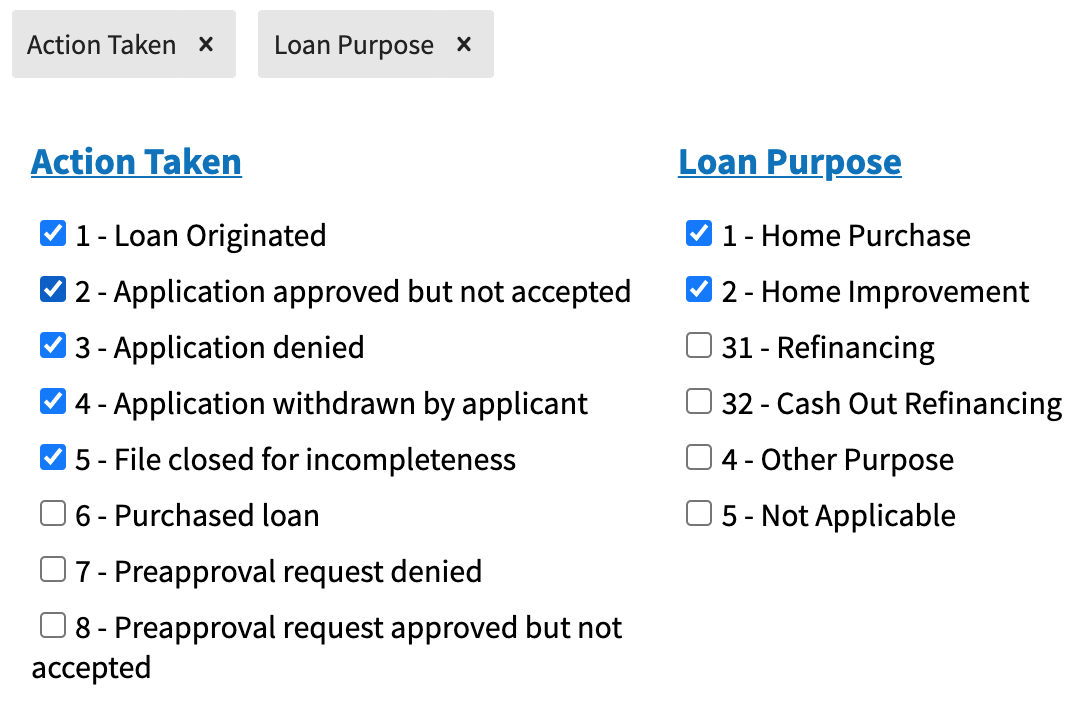 Action Taken ×
Loan Purpose ×
Action Taken
1 - Loan Originated
2 - Application approved but not accepted
3 - Application denied
4 - Application withdrawn by applicant
5 - File closed for incompleteness
6 - Purchased loan
7 - Preapproval request denied
8 - Preapproval request approved but not
accepted
Loan Purpose
1 - Home Purchase
2 - Home Improvement
31 - Refinancing
32 - Cash Out Refinancing
4 - Other Purpose
5 - Not Applicable